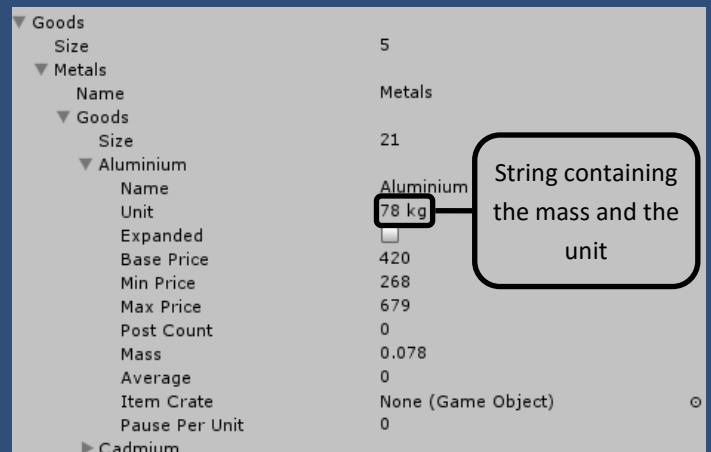 Goods
Size 5
Metals
Name Metals
Goods
Size 21
Aluminium
Name Aluminium
Unit 78 kg
Expanded
Base Price 420
Min Price 268
Max Price 679
Post Count 0
Mass 0.078
Average 0
Item Crate None (Game Object)
Pause Per Unit 0
Cadmium
String containing
the mass and the
unit